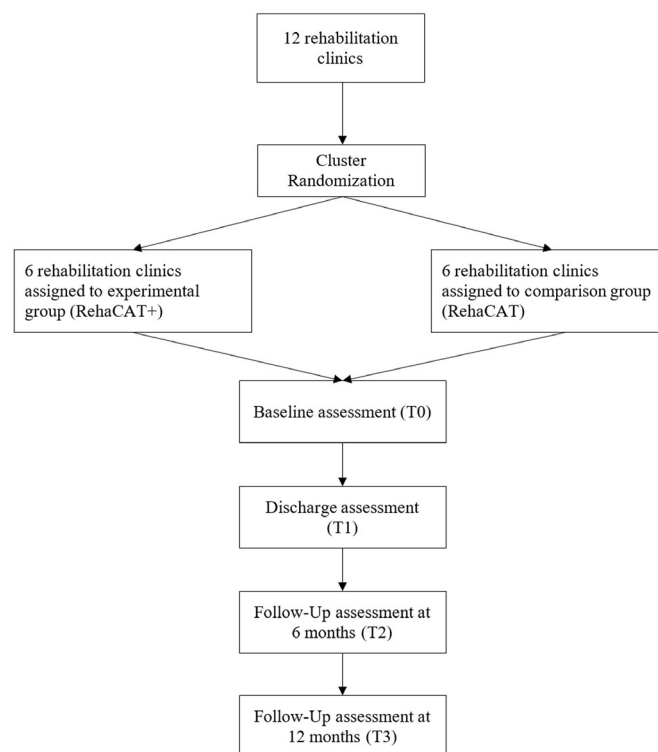 12 rehabilitation
clinics
Cluster
Randomization
6 rehabilitation clinics
assigned to experimental
group (RehaCAT+)
6 rehabilitation clinics
assigned to comparison group
(RehaCAT)
Baseline assessment (T0)
Discharge assessment
(T1)
Follow-Up assessment at
6 months (T2)
Follow-Up assessment at
12 months (T3)